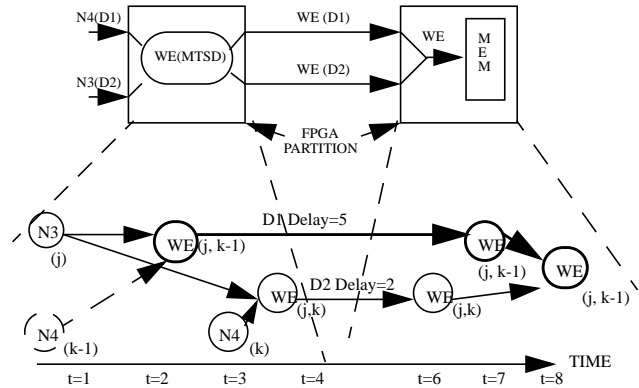 N4(D1)
WE (D1)
WE
M
E
M
WE(MTSD)
N3(D2)
WE (D2)
FPGA
PARTITION
N3
(j)
D1 Delay=5
WE
(j, k-1)
WE
(j, k-1)
WE
(j, k-1)
D2 Delay=2
WE
(j,k)
WE
(j,k)
N4
(k-1)
N4
(k)
TIME
t=1
t=2
t=3
t=4
t=6
t=7
t=8